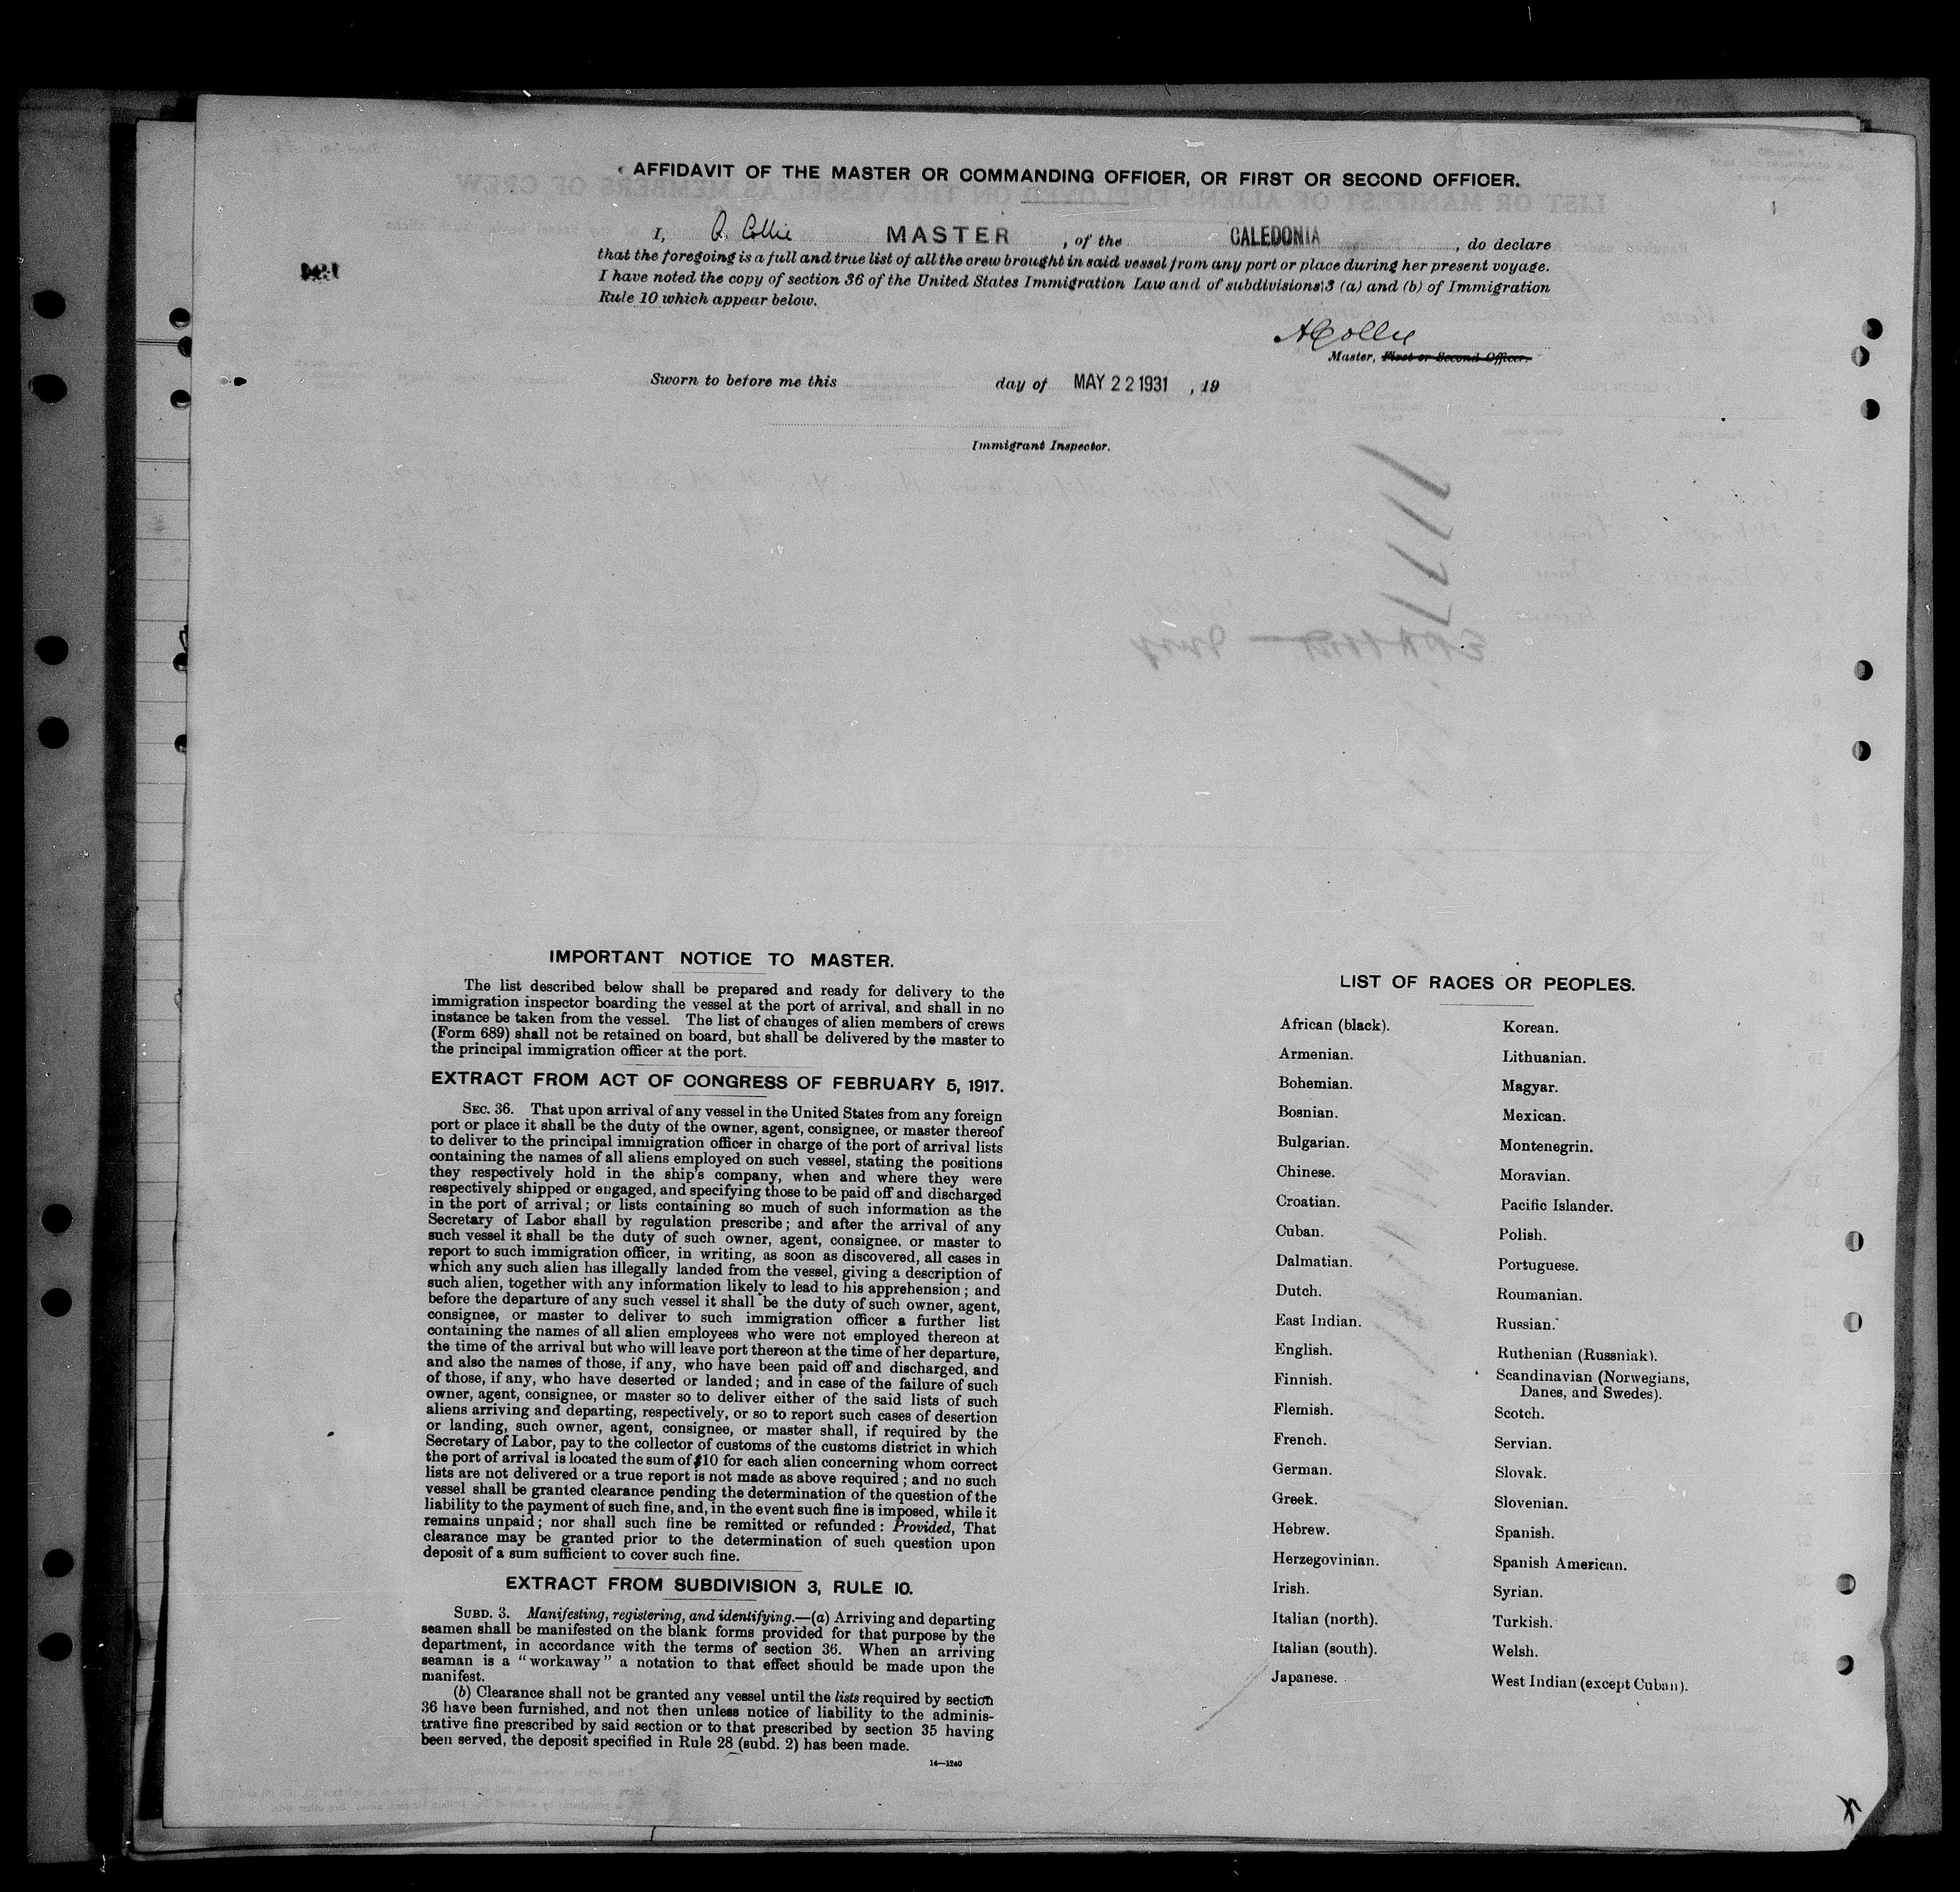 AFFIDAVIT OF THE MASTER OR COMMANDING OFFICER, OR FIRST OR SECOND OFFICER.
I, A Collie MASTER, of the CALEDONIA, do declare
that the foregoing is a full and true list of all the crew brought in said vessel from any port or place during her present voyage.
I have noted the copy of section 36 of the United States Immigration Law and of subdivisions 3 (a) and (b) of Immigration
Rule 10 which appear below.
A Collie
Master, First or Second Officer.
Sworn to before me this day of MAY 22 1931, 19
Immigrant Inspector.
IMPORTANT NOTICE TO MASTER.
The list described below shall be prepared and ready for delivery to the
immigration inspector boarding the vessel at the port of arrival, and shall in no
instance be taken from the vessel. The list of changes of alien members of crews
(Form 689) shall not be retained on board, but shall be delivered by the master to
the principal immigration officer at the port.
EXTRACT FROM ACT OF CONGRESS OF FEBRUARY 5, 1917.
SEC. 36. That upon arrival of any vessel in the United States from any foreign
port or place it shall be the duty of the owner, agent, consignee, or master thereof
to deliver to the principal immigration officer in charge of the port of arrival lists
containing the names of all aliens employed on such vessel, stating the positions
they respectively hold in the ship's company, when and where they were
respectively shipped or engaged, and specifying those to be paid off and discharged
in the port of arrival; or lists containing so much of such information as the
Secretary of Labor shall by regulation prescribe; and after the arrival of any
such vessel it shall be the duty of such owner, agent, consignee, or master to
report to such immigration officer, in writing, as soon as discovered, all cases in
which any such alien has illegally landed from the vessel, giving a description of
such alien, together with any information likely to lead to his apprehension; and
before the departure of any such vessel it shall be the duty of such owner, agent,
consignee, or master to deliver to such immigration officer a further list
containing the names of all alien employees who were not employed thereon at
the time of the arrival but who will leave port thereon at the time of her departure,
and also the names of those, if any, who have been paid off and discharged, and
of those, if any, who have deserted or landed; and in case of the failure of such
owner, agent, consignee, or master so to deliver either of the said lists of such
aliens arriving and departing, respectively, or so to report such cases of desertion
or landing, such owner, agent, consignee, or master shall, if required by the
Secretary of Labor, pay to the collector of customs of the customs district in which
the port of arrival is located the sum of $10 for each alien concerning whom correct
lists are not delivered or a true report is not made as above required; and no such
vessel shall be granted clearance pending the determination of the question of the
liability to the payment of such fine, and, in the event such fine is imposed, while it
remains unpaid; nor shall such fine be remitted or refunded: Provided, That
clearance may be granted prior to the determination of such question upon
deposit of a sum sufficient to cover such fine.
EXTRACT FROM SUBDIVISION 3, RULE 10.
SUBD. 3. Manifesting, registering, and identifying.—(a) Arriving and departing
seamen shall be manifested on the blank forms provided for that purpose by the
department, in accordance with the terms of section 36. When an arriving
seaman is a "workaway" a notation to that effect should be made upon the
manifest.
(b) Clearance shall not be granted any vessel until the lists required by section
36 have been furnished, and not then unless notice of liability to the adminis-
trative fine prescribed by said section or to that prescribed by section 35 having
been served, the deposit specified in Rule 28 (subd. 2) has been made.
14—1240
LIST OF RACES OR PEOPLES.
African (black).
Armenian.
Bohemian.
Bosnian.
Bulgarian.
Chinese.
Croatian.
Cuban.
Dalmatian.
Dutch.
East Indian.
English.
Finnish.
Flemish.
French.
German.
Greek.
Hebrew.
Herzegovinian.
Irish.
Italian (north).
Italian (south).
Japanese.
Korean.
Lithuanian.
Magyar.
Mexican.
Montenegrin.
Moravian.
Pacific Islander.
Polish.
Portuguese.
Roumanian.
Russian.
Ruthenian (Russniak).
Scandinavian (Norwegians,
Danes, and Swedes).
Scotch.
Servian.
Slovak.
Slovenian.
Spanish.
Spanish American.
Syrian.
Turkish.
Welsh.
West Indian (except Cuban).